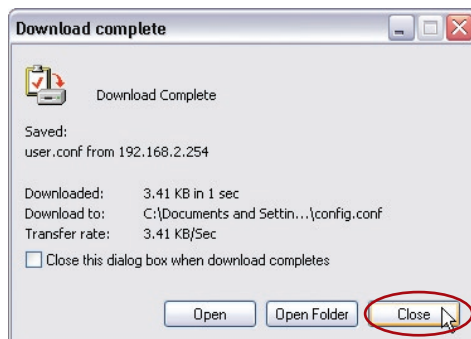 Download complete
Download Complete
Saved:
user.conf from 192.168.2.254
Downloaded: 3.41 KB in 1 sec
Download to: C:\Documents and Settin...\config.conf
Transfer rate: 3.41 KB/Sec
Close this dialog box when download completes
Open Open Folder Close